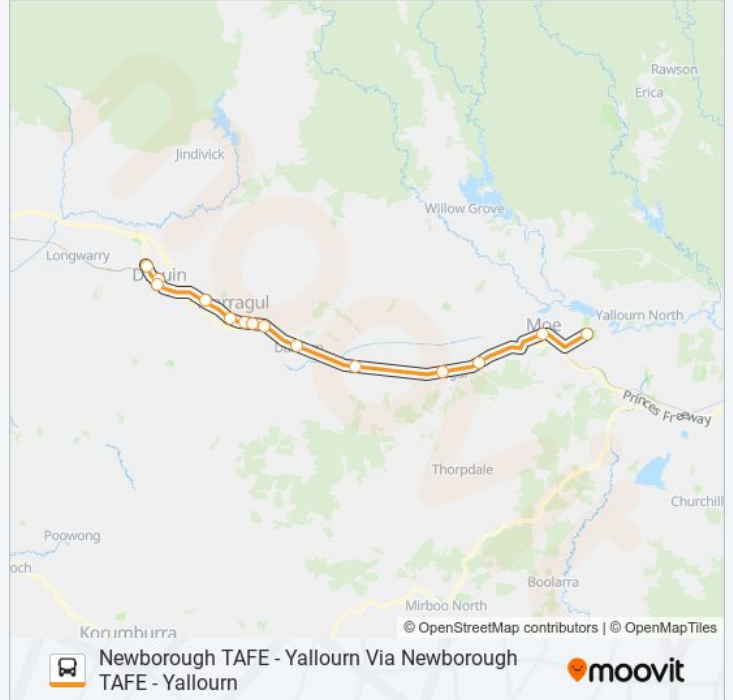 Rawson
Erica
Jindivick
Willow Grove
Longwarry
Yallourn North
Moe
Princes Freeway
Thorpdale
Churchill
Poowong
och
Boolarra
Mirboo North
Korumburra
© OpenStreetMap contributors | © OpenMapTiles
Newborough TAFE - Yallourn Via Newborough
TAFE - Yallourn
moovit